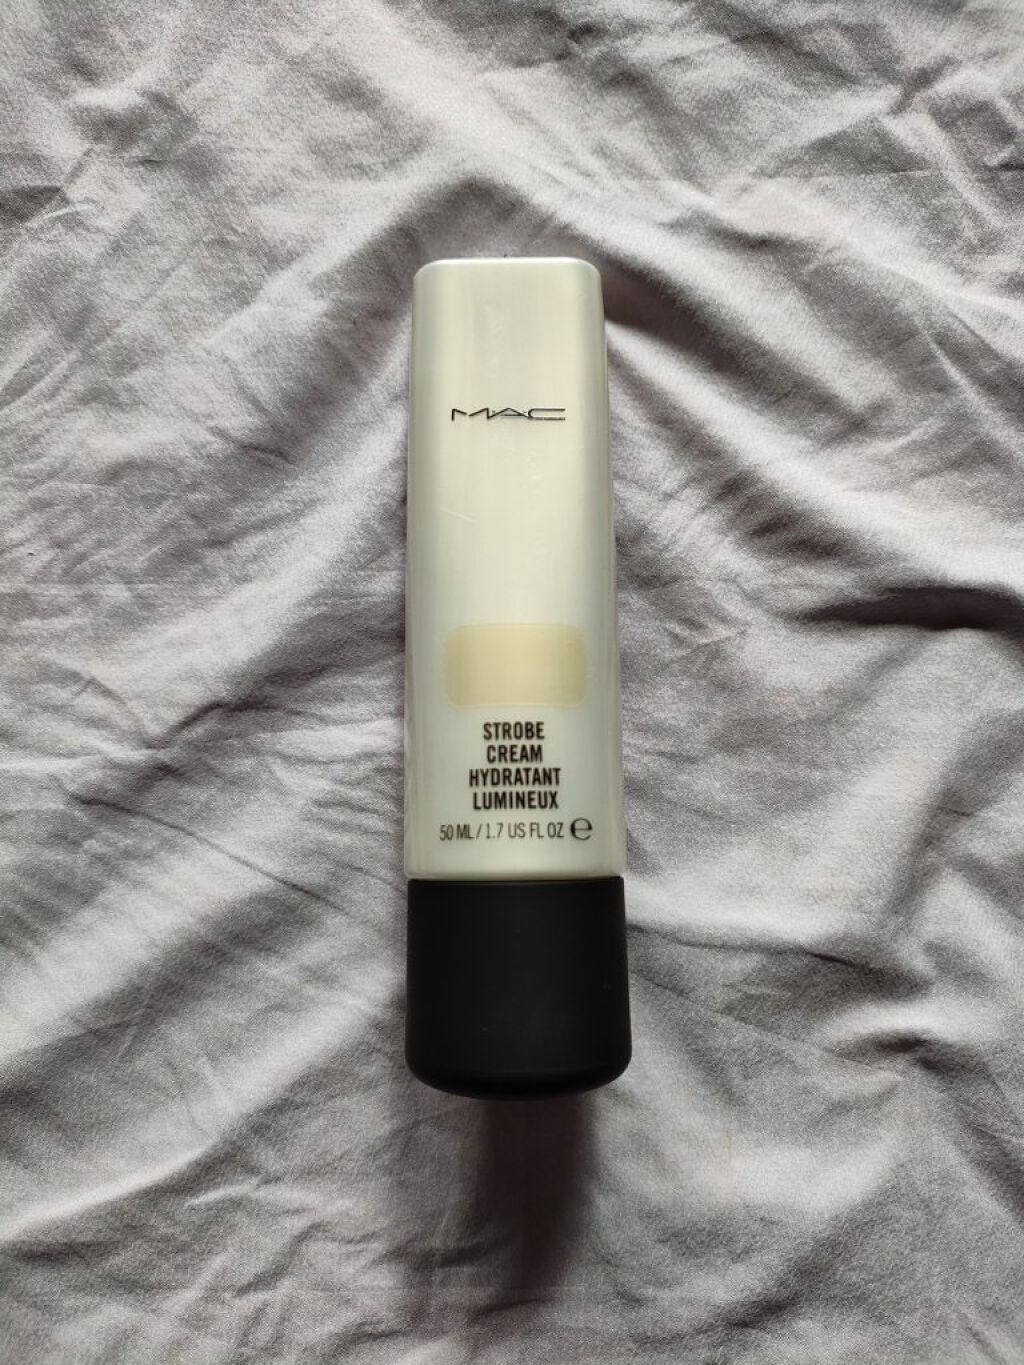 MAC
STROBE
CREAM
HYDRATANT
LUMINEUX
50 ML / 1.7 US FL OZ ℮